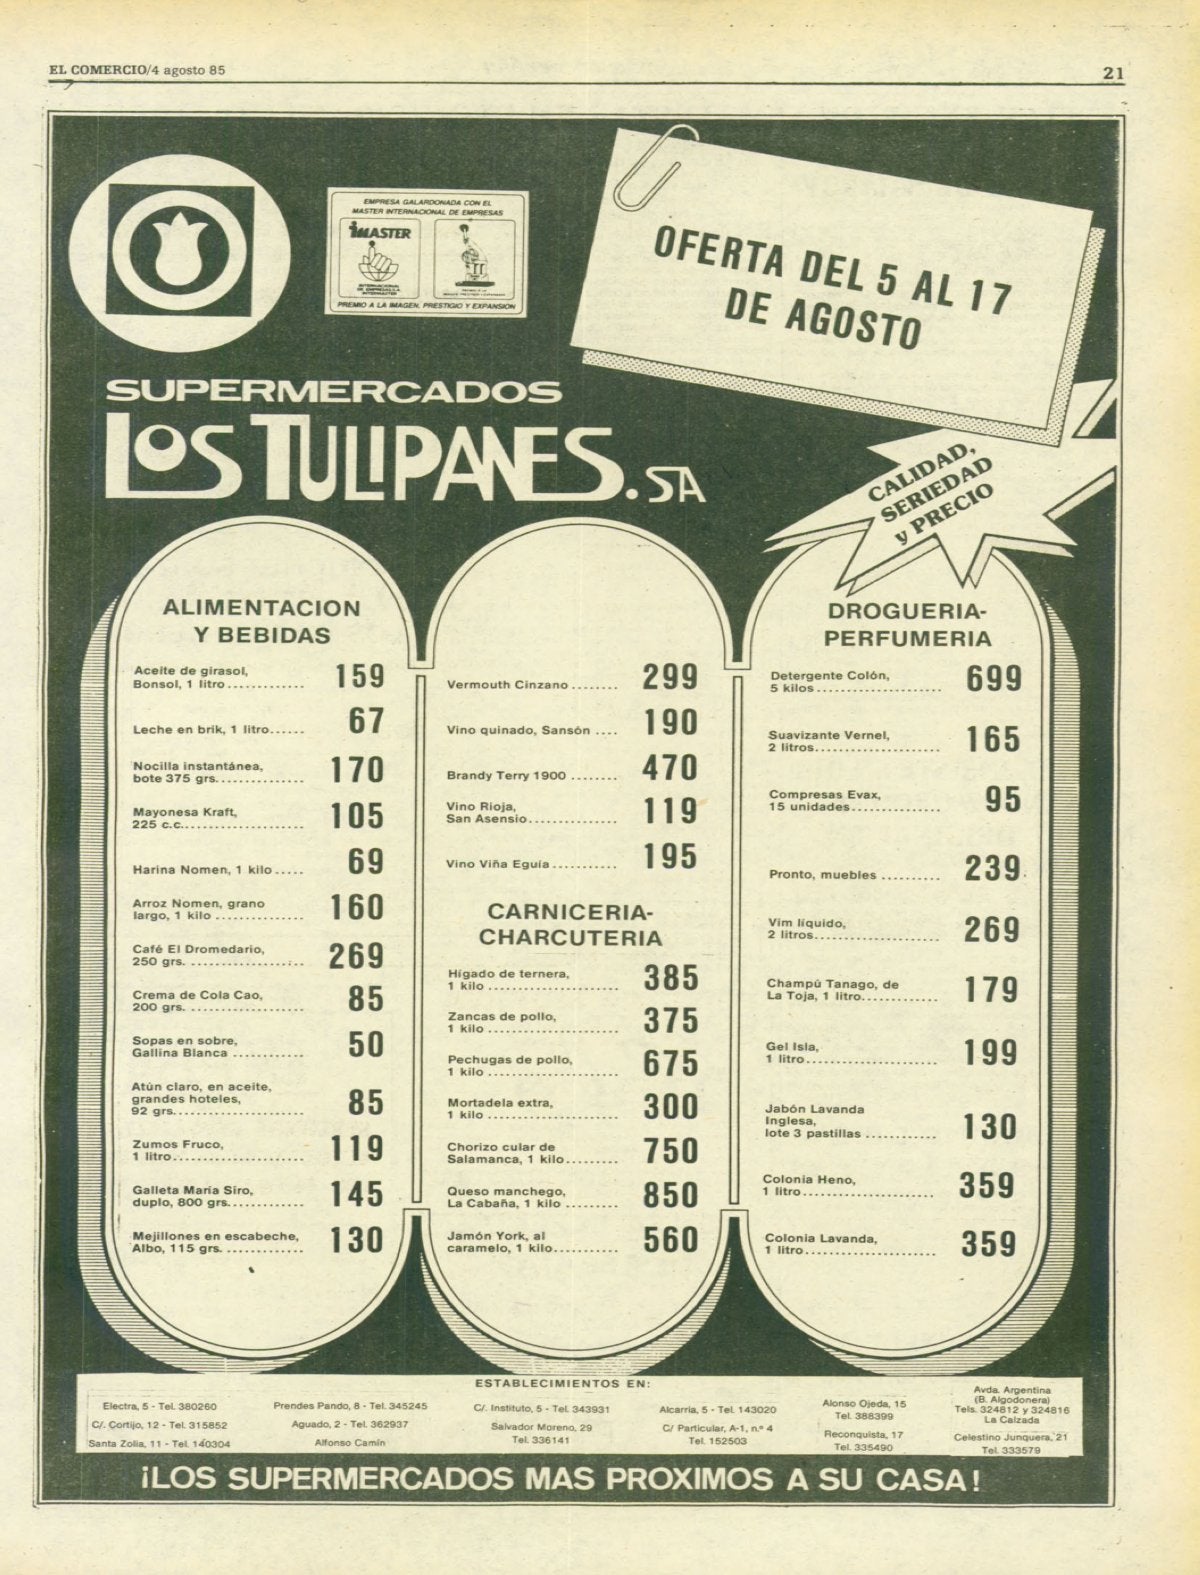 EL COMERCIO/4 agosto 85
21
EMPRESA GALARDONADA CON EL
MASTER INTERNACIONAL DE EMPRESAS
MASTER
INTERNACIONAL
DE EMPRESAS, S.A.
INTERMASTER
PREMIO A LA IMAGEN, PRESTIGIO Y EXPANSION
OFERTA DEL 5 AL 17
DE AGOSTO
SUPERMERCADOS
LOS TULIPANES.SA
CALIDAD,
SERIEDAD
y PRECIO
ALIMENTACION
Y BEBIDAS
Aceite de girasol,
Bonsol, 1 litro............ 159
Leche en brik, 1 litro...... 67
Nocilla instantánea,
bote 375 grs.............. 170
Mayonesa Kraft,
225 c.c.................... 105
Harina Nomen, 1 kilo ..... 69
Arroz Nomen, grano
largo, 1 kilo .............. 160
Café El Dromedario,
250 grs. .................. 269
Crema de Cola Cao,
200 grs. .................. 85
Sopas en sobre,
Gallina Blanca ............ 50
Atún claro, en aceite,
grandes hoteles,
92 grs..................... 85
Zumos Fruco,
1 litro..................... 119
Galleta María Siro,
duplo, 800 grs............. 145
Mejillones en escabeche,
Albo, 115 grs. ............ 130
Vermouth Cinzano ........ 299
Vino quinado, Sansón .... 190
Brandy Terry 1900 ........ 470
Vino Rioja,
San Asensio.............. 119
Vino Viña Eguía .......... 195
CARNICERIA-
CHARCUTERIA
Hígado de ternera,
1 kilo .................... 385
Zancas de pollo,
1 kilo .................... 375
Pechugas de pollo,
1 kilo .................... 675
Mortadela extra,
1 kilo .................... 300
Chorizo cular de
Salamanca, 1 kilo........ 750
Queso manchego,
La Cabaña, 1 kilo ........ 850
Jamón York, al
caramelo, 1 kilo.......... 560
DROGUERIA-
PERFUMERIA
Detergente Colón,
5 kilos.................... 699
Suavizante Vernel,
2 litros.................... 165
Compresas Evax,
15 unidades.............. 95
Pronto, muebles .......... 239
Vim líquido,
2 litros.................... 269
Champú Tanago, de
La Toja, 1 litro............ 179
Gel Isla,
1 litro...................... 199
Jabón Lavanda
Inglesa,
lote 3 pastillas ............ 130
Colonia Heno,
1 litro...................... 359
Colonia Lavanda,
1 litro...................... 359
ESTABLECIMIENTOS EN:
Electra, 5 - Tel. 380260
C/. Cortijo, 12 - Tel. 315852
Santa Zolia, 11 - Tel. 140304
Prendes Pando, 8 - Tel. 345245
Aguado, 2 - Tel. 362937
Alfonso Camín
C/. Instituto, 5 - Tel. 343931
Salvador Moreno, 29
Tel. 336141
Alcarria, 5 - Tel. 143020
C/ Particular, A-1, n.º 4
Tel. 152503
Alonso Ojeda, 15
Tel. 388399
Reconquista, 17
Tel. 335490
Avda. Argentina
(B. Algodonera)
Tels. 324812 y 324816
La Calzada
Celestino Junquera, 21
Tel. 333579
¡LOS SUPERMERCADOS MAS PROXIMOS A SU CASA!